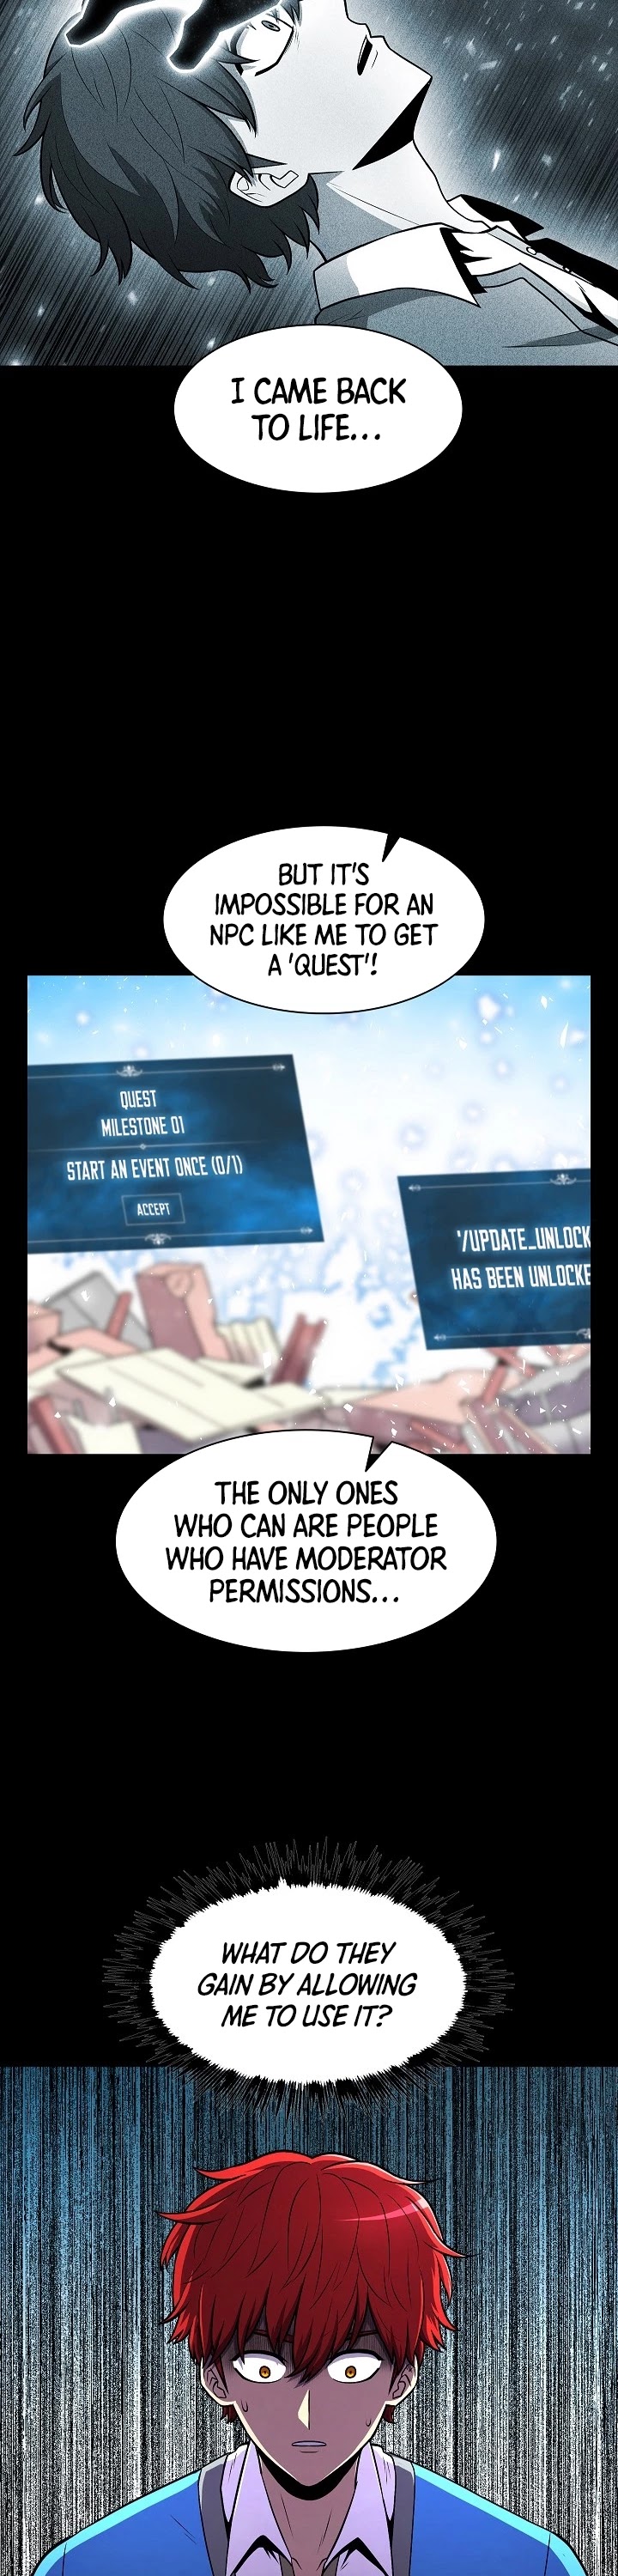 I CAME BACK
TO LIFE...
BUT IT'S
IMPOSSIBLE FOR AN
NPC LIKE ME TO GET
A 'QUEST'!
QUEST
MILESTONE 01
START AN EVENT ONCE (0/1)
ACCEPT
'/UPDATE_UNLOCK
HAS BEEN UNLOCKE
THE ONLY ONES
WHO CAN ARE PEOPLE
WHO HAVE MODERATOR
PERMISSIONS...
WHAT DO THEY
GAIN BY ALLOWING
ME TO USE IT?